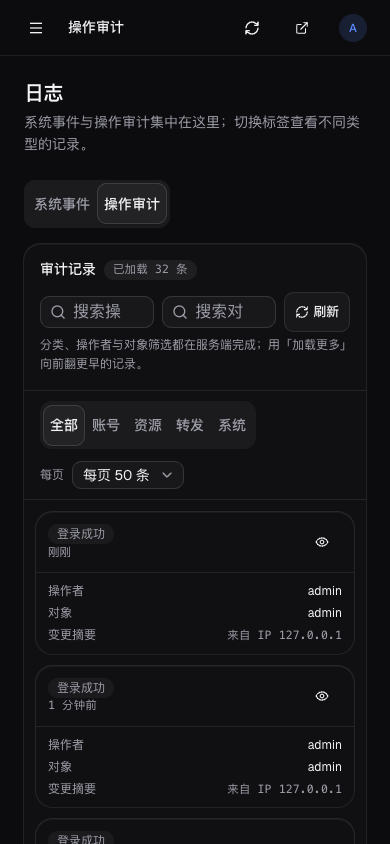 操作审计
A
日志
系统事件与操作审计集中在这里；切换标签查看不同类
型的记录。
系统事件 操作审计
审计记录 已加载 32 条
搜索操 搜索对 刷新
分类、操作者与对象筛选都在服务端完成；用「加载更多」
向前翻更早的记录。
全部 账号 资源 转发 系统
每页 每页 50 条
登录成功
刚刚
操作者 admin
对象 admin
变更摘要 来自 IP 127.0.0.1
登录成功
1 分钟前
操作者 admin
对象 admin
变更摘要 来自 IP 127.0.0.1
登录成功